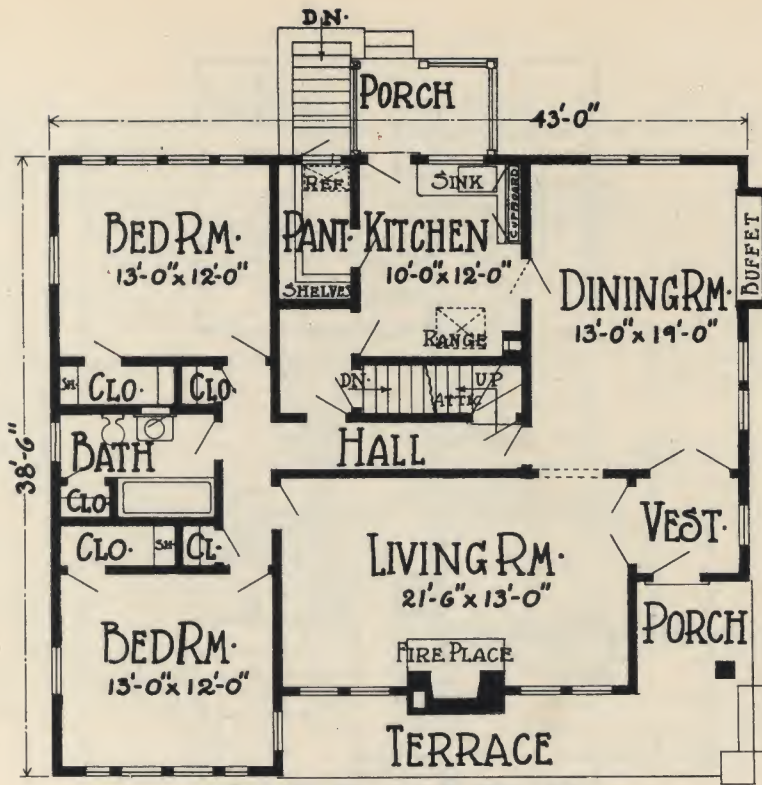 DN.
PORCH
43'-0"
REF.
SINK
CUPBOARD
BED RM.
13'-0" x 12'-0"
PANT.
KITCHEN
10'-0" x 12'-0"
BUFFET
SHELVES
DINING RM.
13'-0" x 19'-0"
RANGE
SH
CLO.
CLO
DN.
UP
ATTIC
HALL
BATH
38'-6"
CLO
VEST.
CLO.
SH
CL.
LIVING RM.
21'-6" x 13'-0"
PORCH
BED RM.
13'-0" x 12'-0"
FIRE PLACE
TERRACE